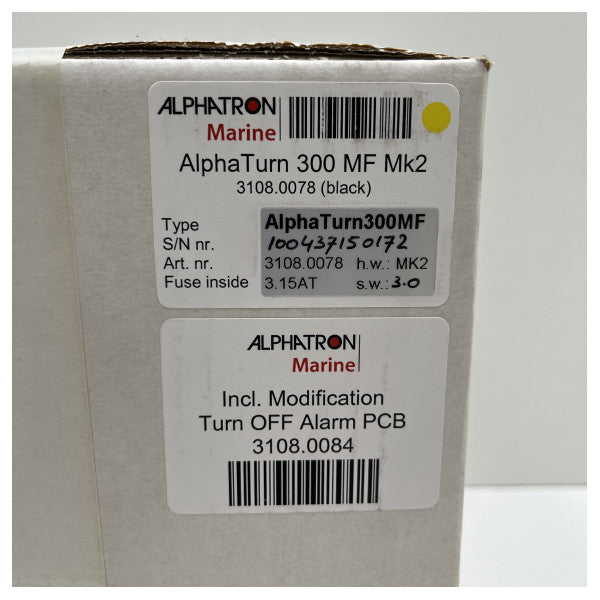 ALPHATRON
Marine
AlphaTurn 300 MF Mk2
3108.0078 (black)
Type AlphaTurn300MF
S/N nr. 100437150172
Art. nr. 3108.0078 h.w.: MK2
Fuse inside 3.15AT s.w.: 3.0
ALPHATRON
Marine
Incl. Modification
Turn OFF Alarm PCB
3108.0084